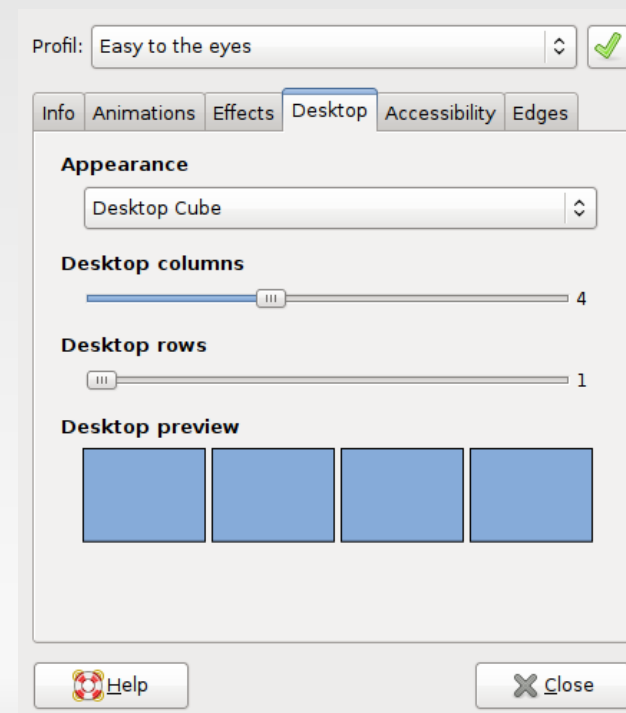 Profil: Easy to the eyes
Info Animations Effects Desktop Accessibility Edges
Appearance
Desktop Cube
Desktop columns
4
Desktop rows
1
Desktop preview
Help Close